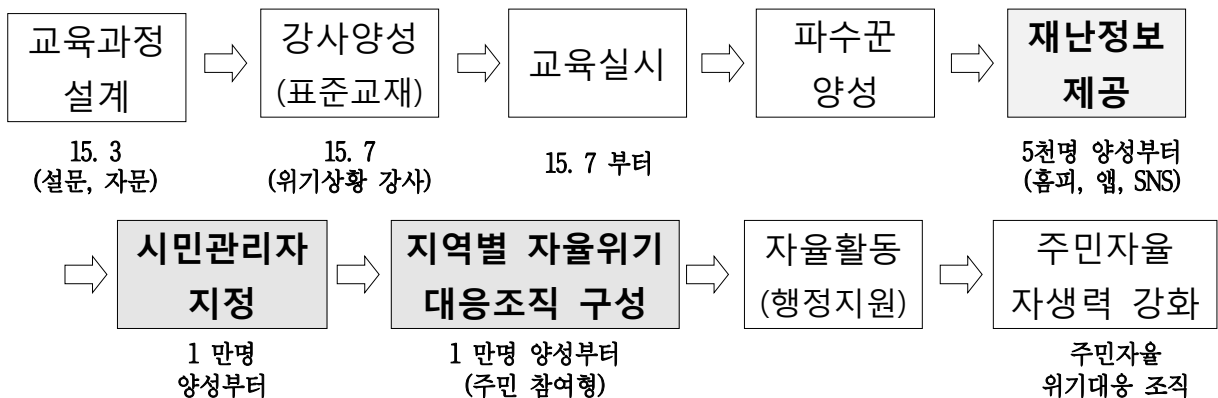 교육과정
설계
강사양성
(표준교재)
교육실시
파수꾼
양성
재난정보
제공
15. 3
(설문, 자문)
15. 7
(위기상황 강사)
15. 7 부터
5천명 양성부터
(홈피, 앱, SNS)
시민관리자
지정
지역별 자율위기
대응조직 구성
자율활동
(행정지원)
주민자율
자생력 강화
1 만명
양성부터
1 만명 양성부터
(주민 참여형)
주민자율
위기대응 조직